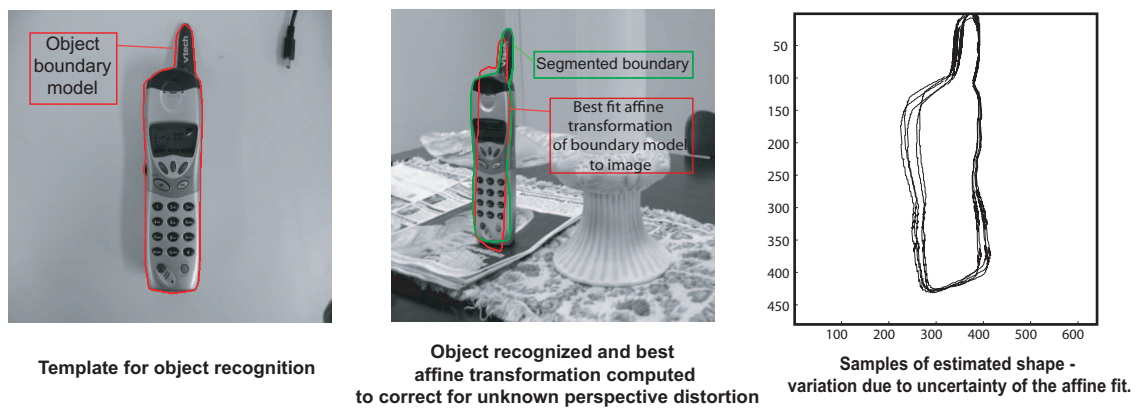 Object
boundary
model
vtech
Template for object recognition
Segmented boundary
Best fit affine
transformation
of boundary model
to image
Object recognized and best
affine transformation computed
to correct for unknown perspective distortion
50
100
150
200
250
300
350
400
450
100
200
300
400
500
600
Samples of estimated shape -
variation due to uncertainty of the affine fit.